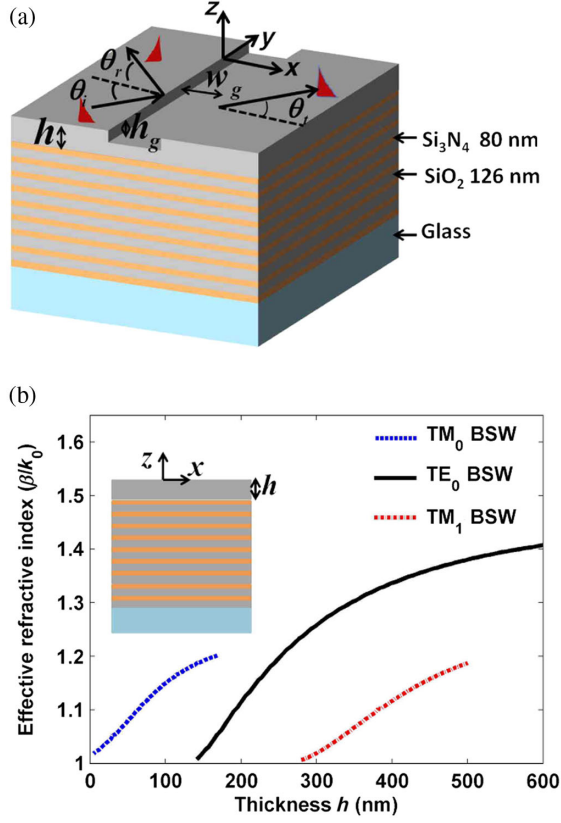 (a)
z
y
x
θr
θi
w g
θt
h
hg
Si3N4 80 nm
SiO2 126 nm
Glass
(b)
Effective refractive index (β/k0)
1.6
1.5
1.4
1.3
1.2
1.1
1
TM0 BSW
TE0 BSW
TM1 BSW
z
x
h
0 100 200 300 400 500 600
Thickness h (nm)